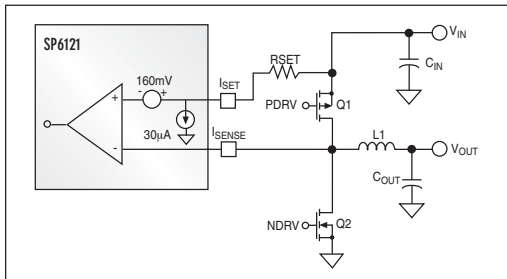 SP6121
160mV
- +
+
-
30μA
ISET
ISENSE
RSET
PDRV
Q1
VIN
CIN
L1
VOUT
COUT
NDRV
Q2